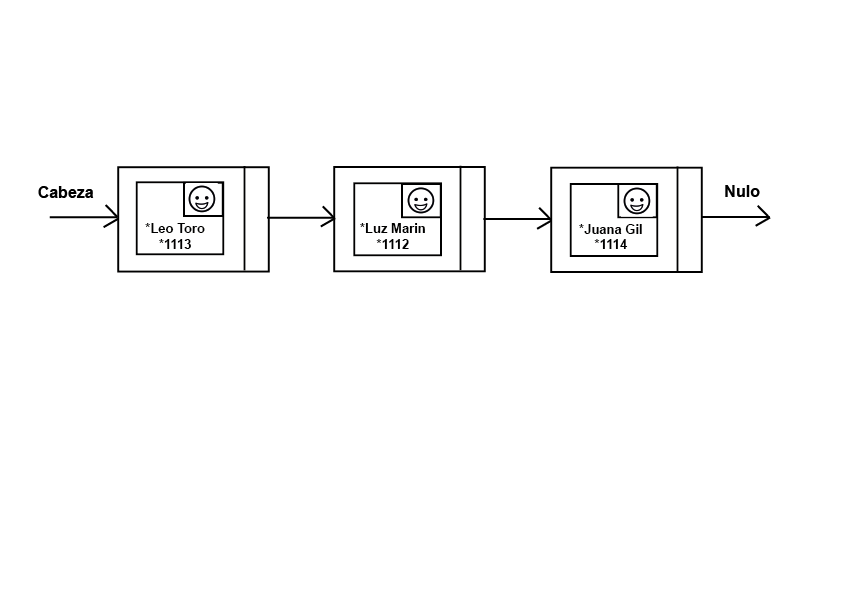 Cabeza
*Leo Toro
*1113
*Luz Marin
*1112
*Juana Gil
*1114
Nulo